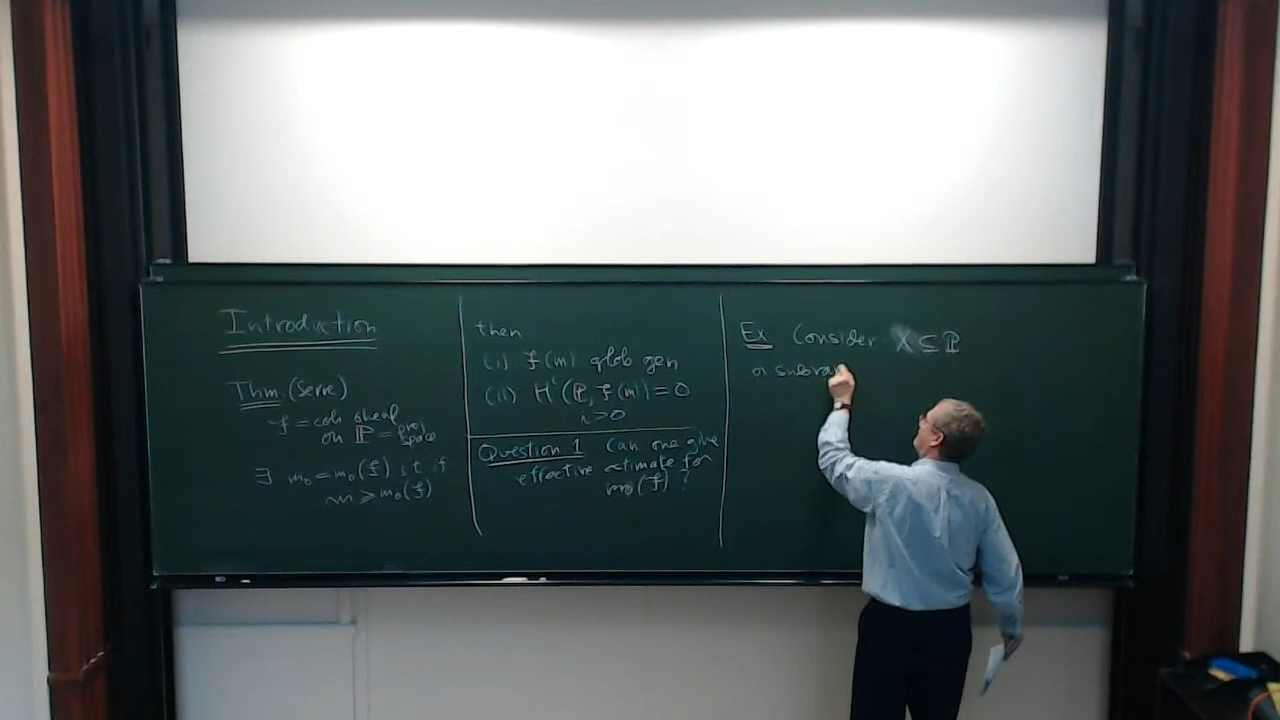 Introduction
Thm (Serre)
F = coh sheaf
on ℙ = proj space
∃ m₀ = m₀(F) s.t. if
m ≥ m₀(F)
then
(i) F(m) glob gen
(ii) Hⁱ(ℙ, F(m)) = 0
i > 0
Question 1 Can one give
effective estimate for
m₀(F) ?
Ex Consider X ⊆ ℙ
a subvar